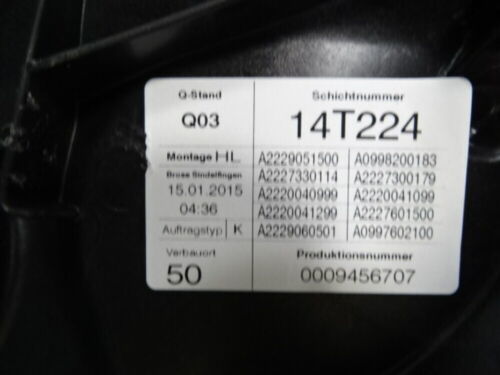 Q-Stand Schichtnummer
Q03 14T224
Montage HL A2229051500 A0998200183
Brose Sindelfingen A2227330114 A2227300179
15.01.2015 A2220040999 A2220041099
04:36 A2220041299 A2227601500
Auftragstyp K A2229060501 A0997602100
Verbauort Produktionsnummer
50 0009456707